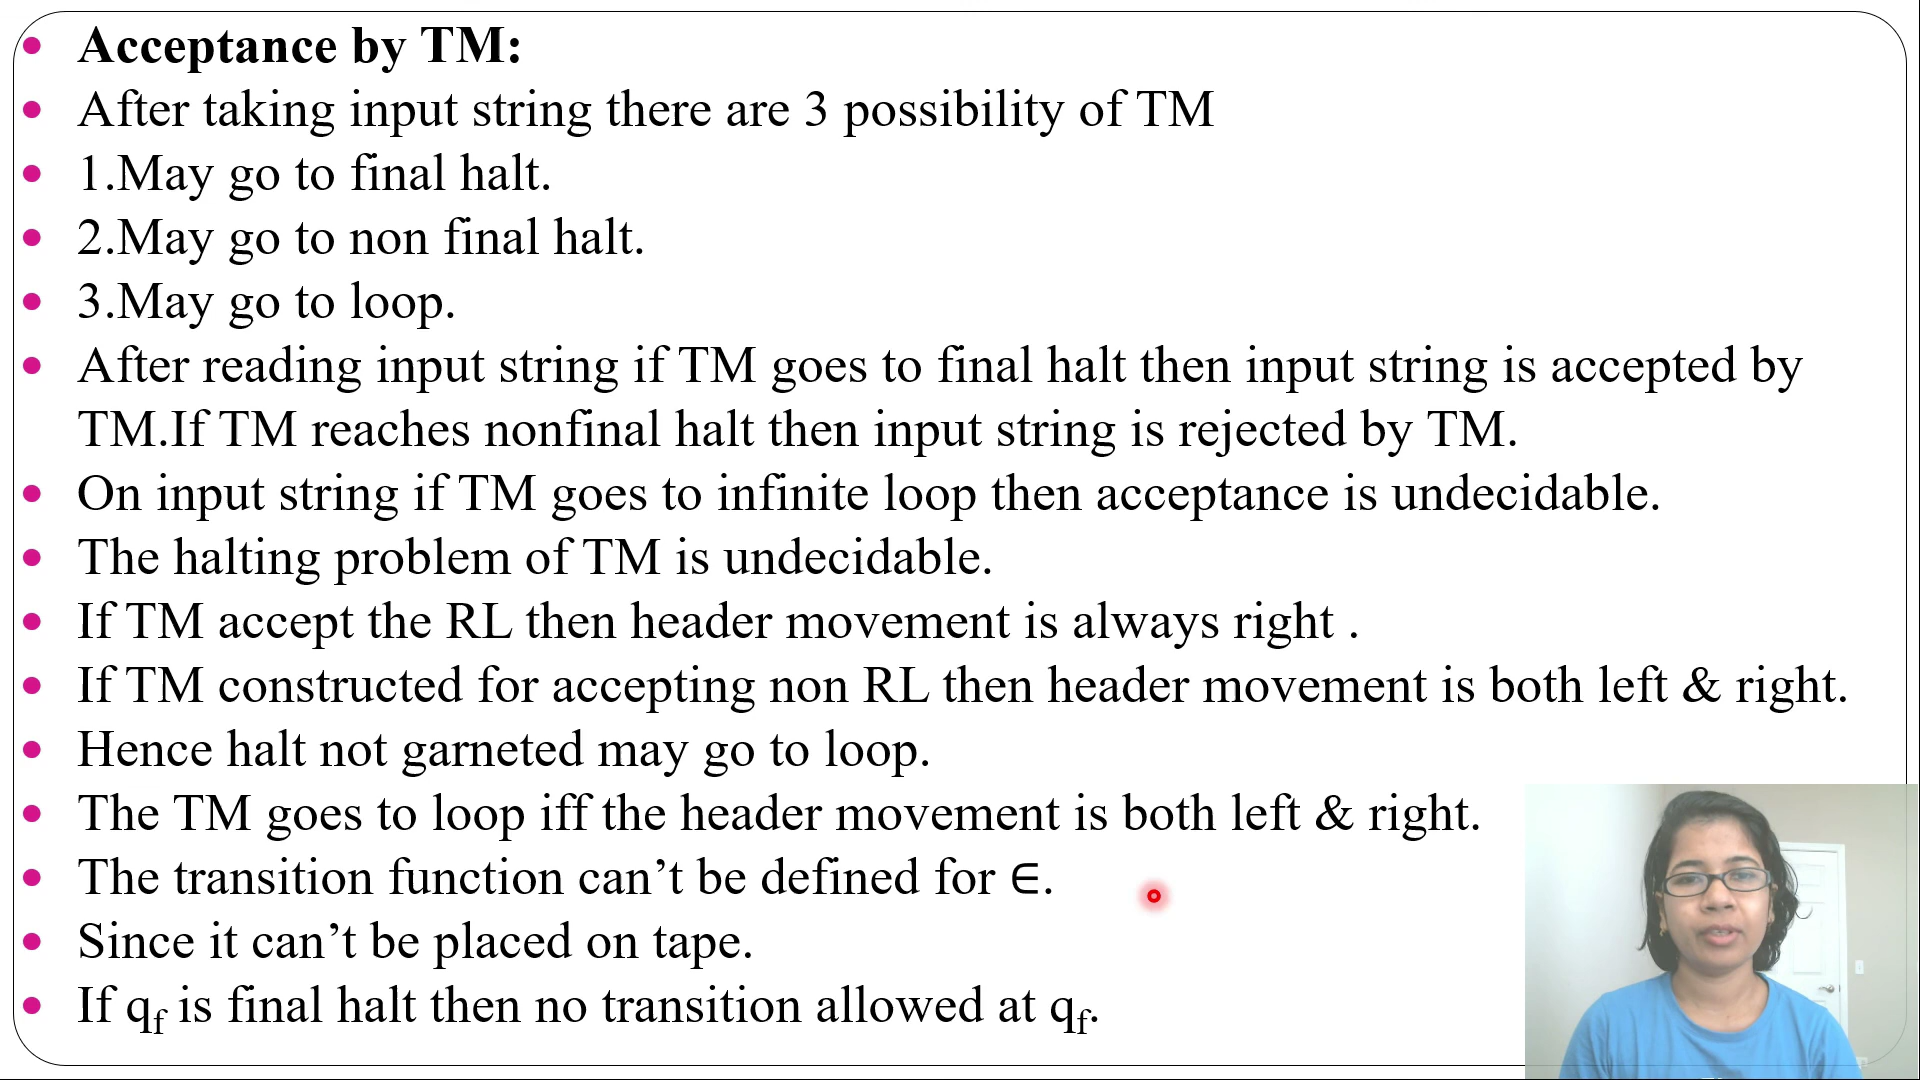 Acceptance by TM:
After taking input string there are 3 possibility of TM
1.May go to final halt.
2.May go to non final halt.
3.May go to loop.
After reading input string if TM goes to final halt then input string is accepted by
TM.If TM reaches nonfinal halt then input string is rejected by TM.
On input string if TM goes to infinite loop then acceptance is undecidable.
The halting problem of TM is undecidable.
If TM accept the RL then header movement is always right .
If TM constructed for accepting non RL then header movement is both left & right.
Hence halt not garneted may go to loop.
The TM goes to loop iff the header movement is both left & right.
The transition function can’t be defined for ∈.
Since it can’t be placed on tape.
If qf is final halt then no transition allowed at qf.